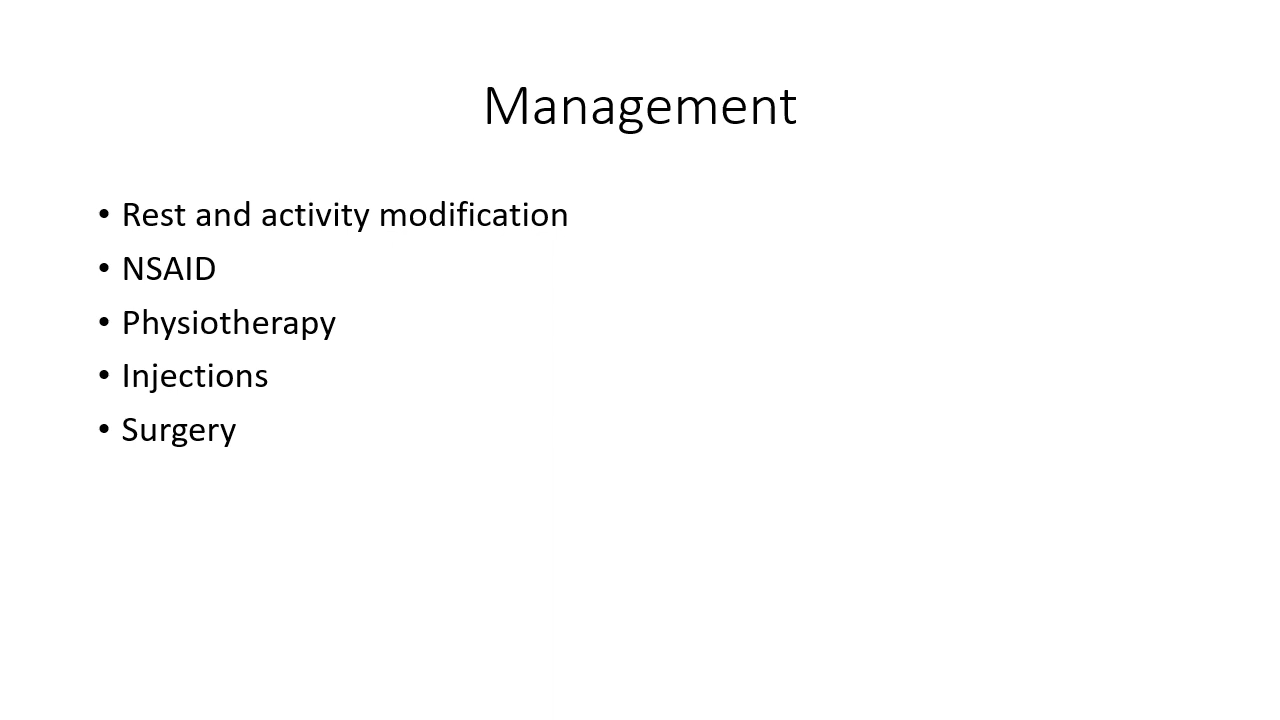 Management
• Rest and activity modification
• NSAID
• Physiotherapy
• Injections
• Surgery